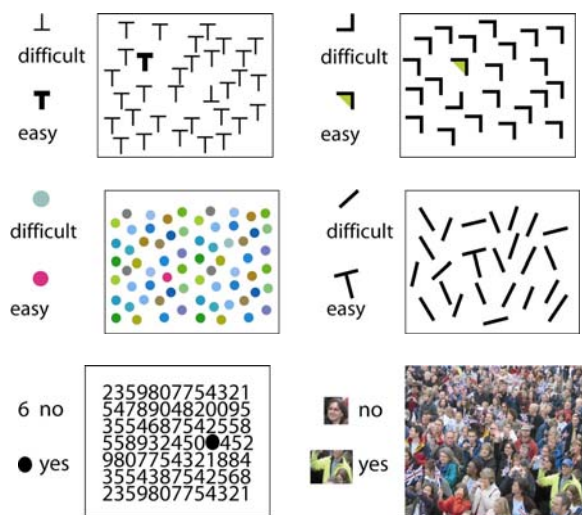 difficult
easy
difficult
easy
difficult
easy
difficult
easy
6 no
yes
2359807754321
5478904820095
3554687542558
558932450 452
9807754321884
3554387542568
2359807754321
no
yes